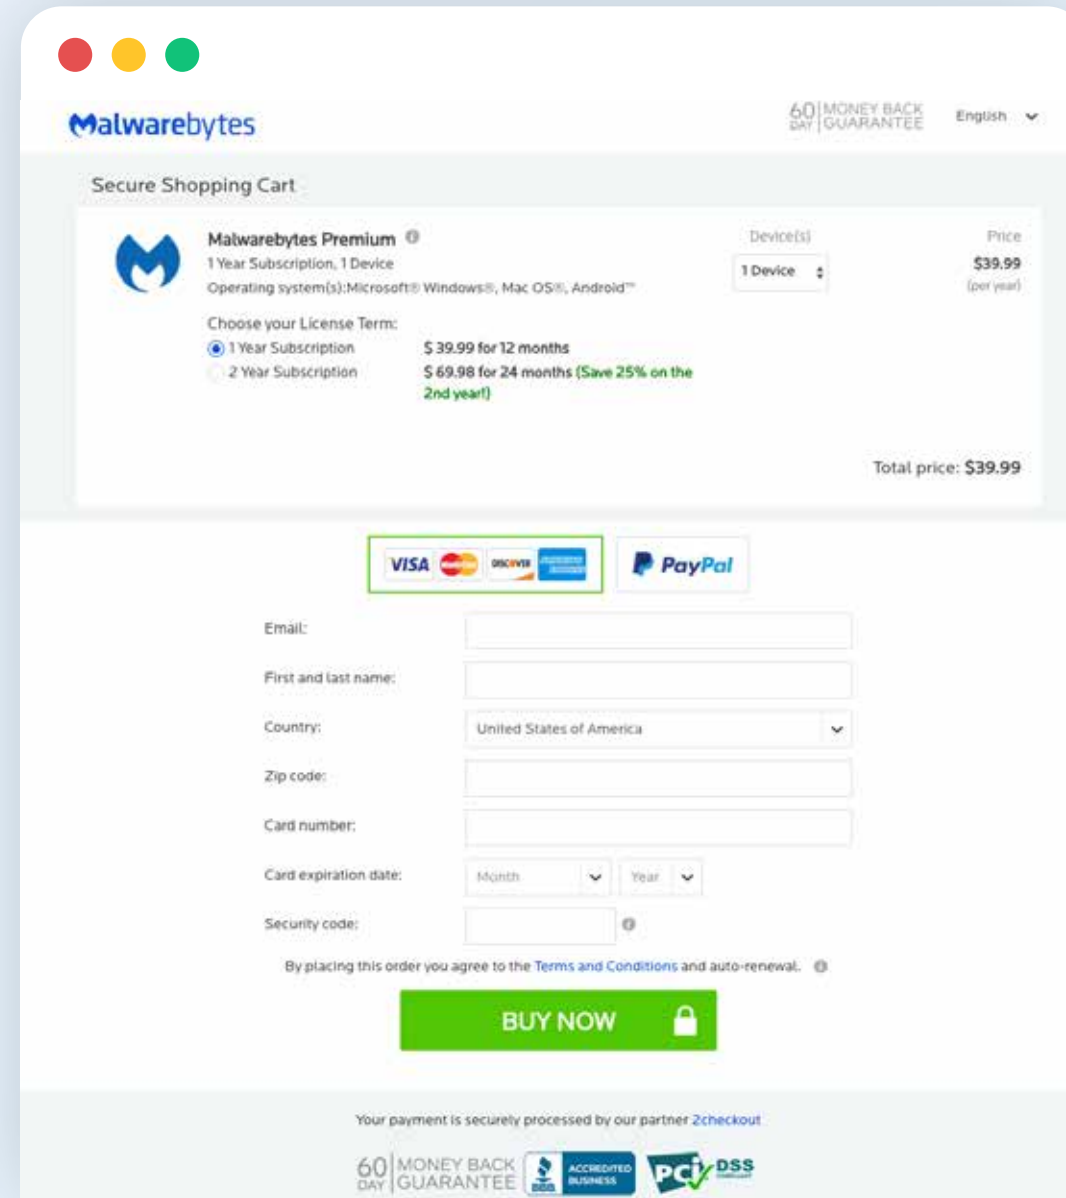 Malwarebytes
60 DAY MONEY BACK GUARANTEE
English
Secure Shopping Cart
Malwarebytes Premium
Device(s)
Price
1 Year Subscription, 1 Device
1 Device
$39.99
Operating system(s):Microsoft® Windows®, Mac OS®, Android™
(per year)
Choose your License Term:
1 Year Subscription
$ 39.99 for 12 months
2 Year Subscription
$ 69.98 for 24 months (Save 25% on the
2nd year!)
Total price: $39.99
VISA
MasterCard
DISCOVER
AMERICAN EXPRESS
PayPal
Email:
First and last name:
Country:
United States of America
Zip code:
Card number:
Card expiration date:
Month
Year
Security code:
By placing this order you agree to the Terms and Conditions and auto-renewal.
BUY NOW
Your payment is securely processed by our partner 2checkout
60 DAY MONEY BACK GUARANTEE
BBB
ACCREDITED
BUSINESS
PCI DSS
COMPLIANT